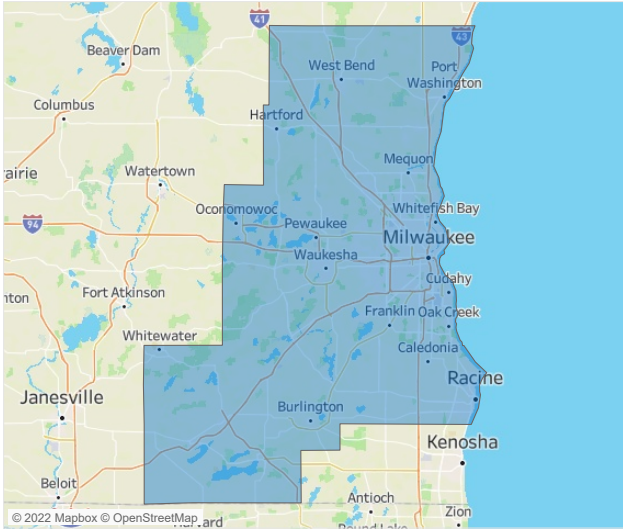 41
43
Beaver Dam
West Bend
Port
Washington
Columbus
Hartford
Mequon
rairie
Watertown
Oconomowoc
Whitefish Bay
94
Pewaukee
Milwaukee
Waukesha
Cudahy
nton
Fort Atkinson
Franklin
Oak Creek
Whitewater
Caledonia
Janesville
Racine
Burlington
Kenosha
Beloit
Antioch
Zion
© 2022 Mapbox © OpenStreetMap